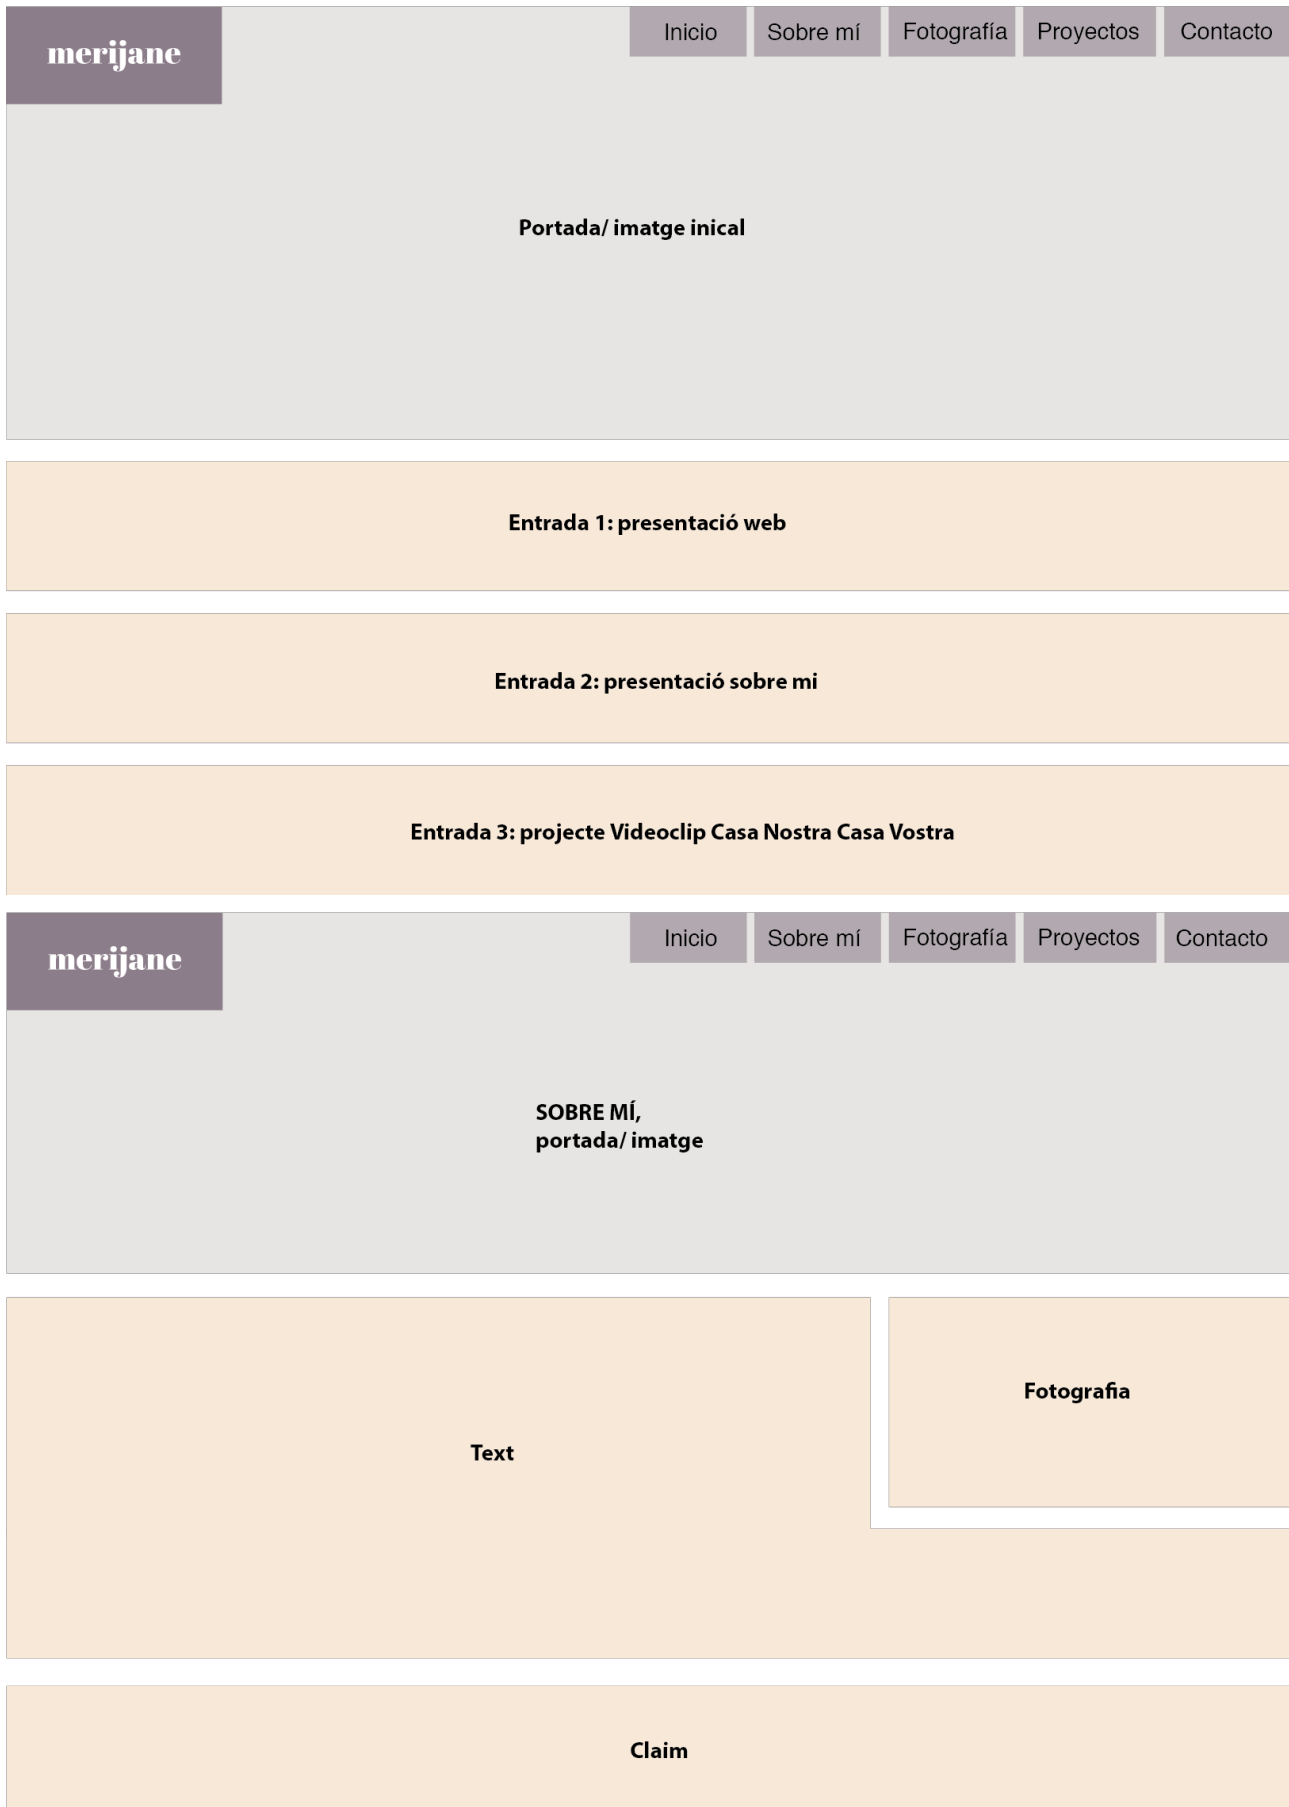 merijane
Inicio
Sobre mí
Fotografía
Proyectos
Contacto
Portada/ imatge inical
Entrada 1: presentació web
Entrada 2: presentació sobre mi
Entrada 3: projecte Videoclip Casa Nostra Casa Vostra
merijane
Inicio
Sobre mí
Fotografía
Proyectos
Contacto
SOBRE MÍ,
portada/ imatge
Text
Fotografia
Claim